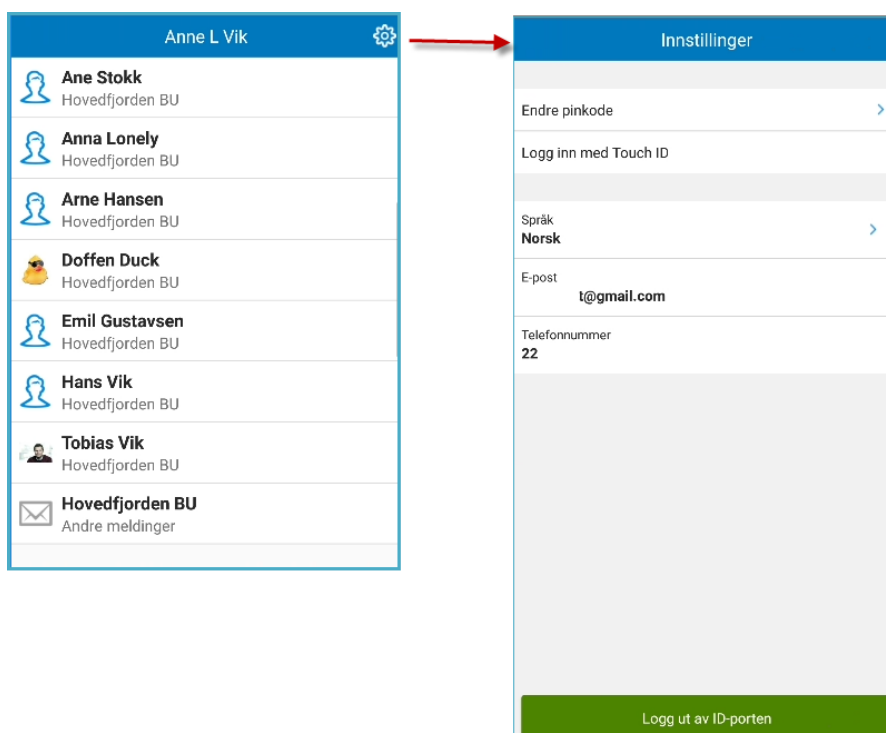 Anne L Vik
Ane Stokk
Hovedfjorden BU
Anna Lonely
Hovedfjorden BU
Arne Hansen
Hovedfjorden BU
Doffen Duck
Hovedfjorden BU
Emil Gustavsen
Hovedfjorden BU
Hans Vik
Hovedfjorden BU
Tobias Vik
Hovedfjorden BU
Hovedfjorden BU
Andre meldinger
Innstillinger
Endre pinkode
Logg inn med Touch ID
Språk
Norsk
E-post
t@gmail.com
Telefonnummer
22
Logg ut av ID-porten